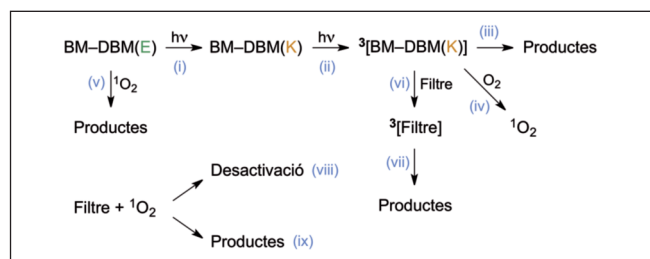 BM–DBM(E) hν (i) BM–DBM(K) hν (ii) ³[BM–DBM(K)] (iii) Productes
(v) ¹O₂ (vi) Filtre O₂ (iv)
Productes ³[Filtre] ¹O₂
Desactivació (viii) (vii)
Filtre + ¹O₂ Productes
Productes (ix)